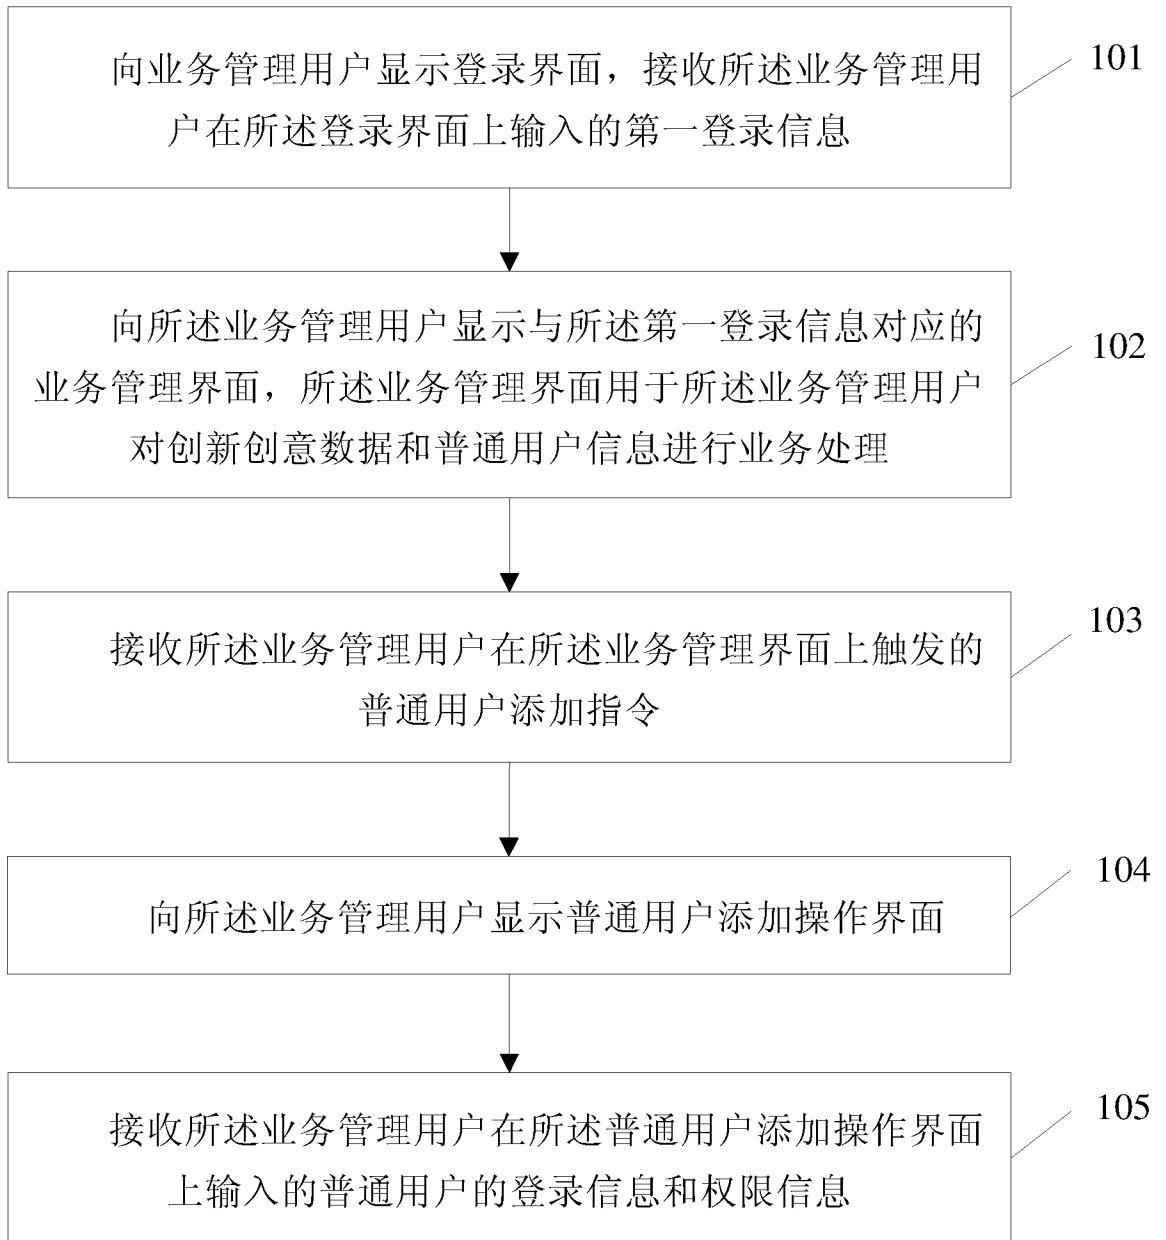 向业务管理用户显示登录界面，接收所述业务管理用
户在所述登录界面上输入的第一登录信息
101
向所述业务管理用户显示与所述第一登录信息对应的
业务管理界面，所述业务管理界面用于所述业务管理用户
对创新创意数据和普通用户信息进行业务处理
102
接收所述业务管理用户在所述业务管理界面上触发的
普通用户添加指令
103
向所述业务管理用户显示普通用户添加操作界面
104
接收所述业务管理用户在所述普通用户添加操作界面
上输入的普通用户的登录信息和权限信息
105